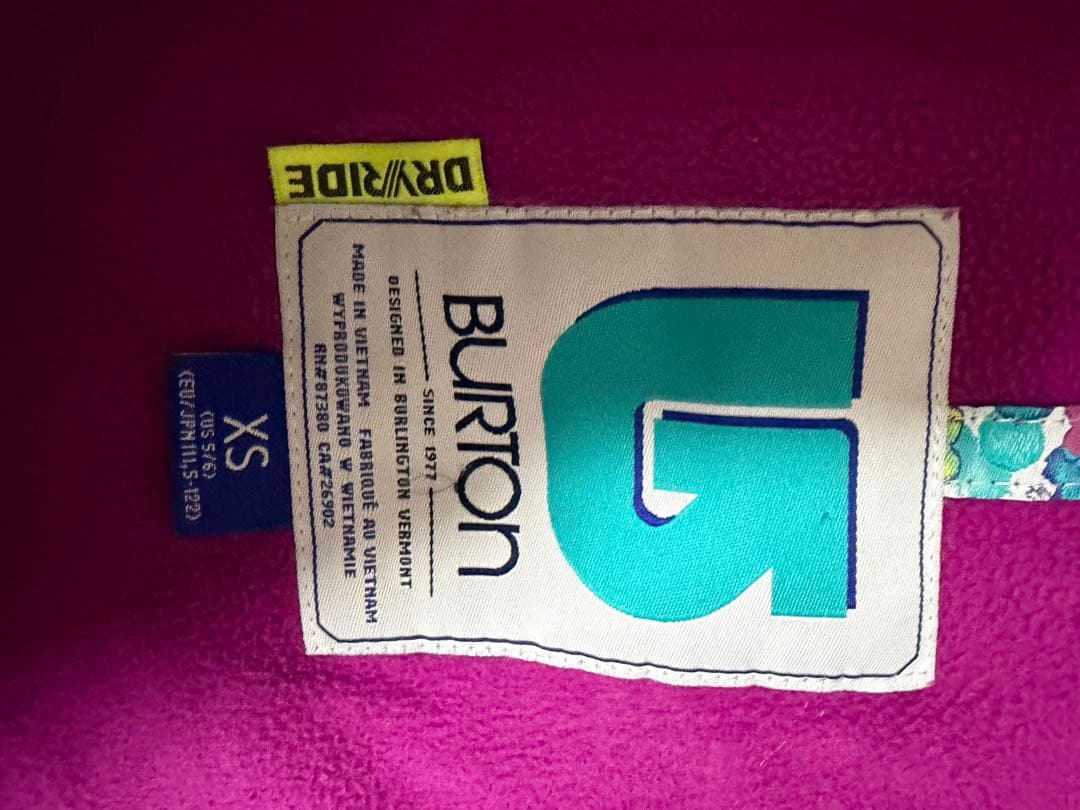 DRYRIDE
BURTON
SINCE 1977
DESIGNED IN BURLINGTON VERMONT
MADE IN VIETNAM FABRIQUÉ AU VIETNAM
WYPRODUKOWANO W WIETNAMIE
RN#87380 CA#26902
XS
(US 5/6)
(EU/JPN 111,5-122)